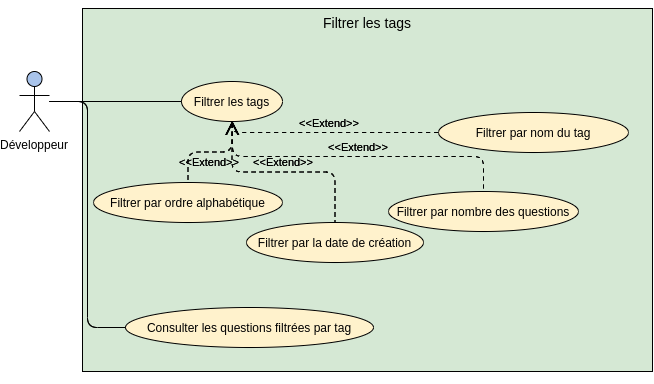 Filtrer les tags
Développeur
Filtrer les tags
<<Extend>>
Filtrer par nom du tag
<<Extend>>
<<Extend>>
<<Extend>>
Filtrer par ordre alphabétique
Filtrer par nombre des questions
Filtrer par la date de création
Consulter les questions filtrées par tag